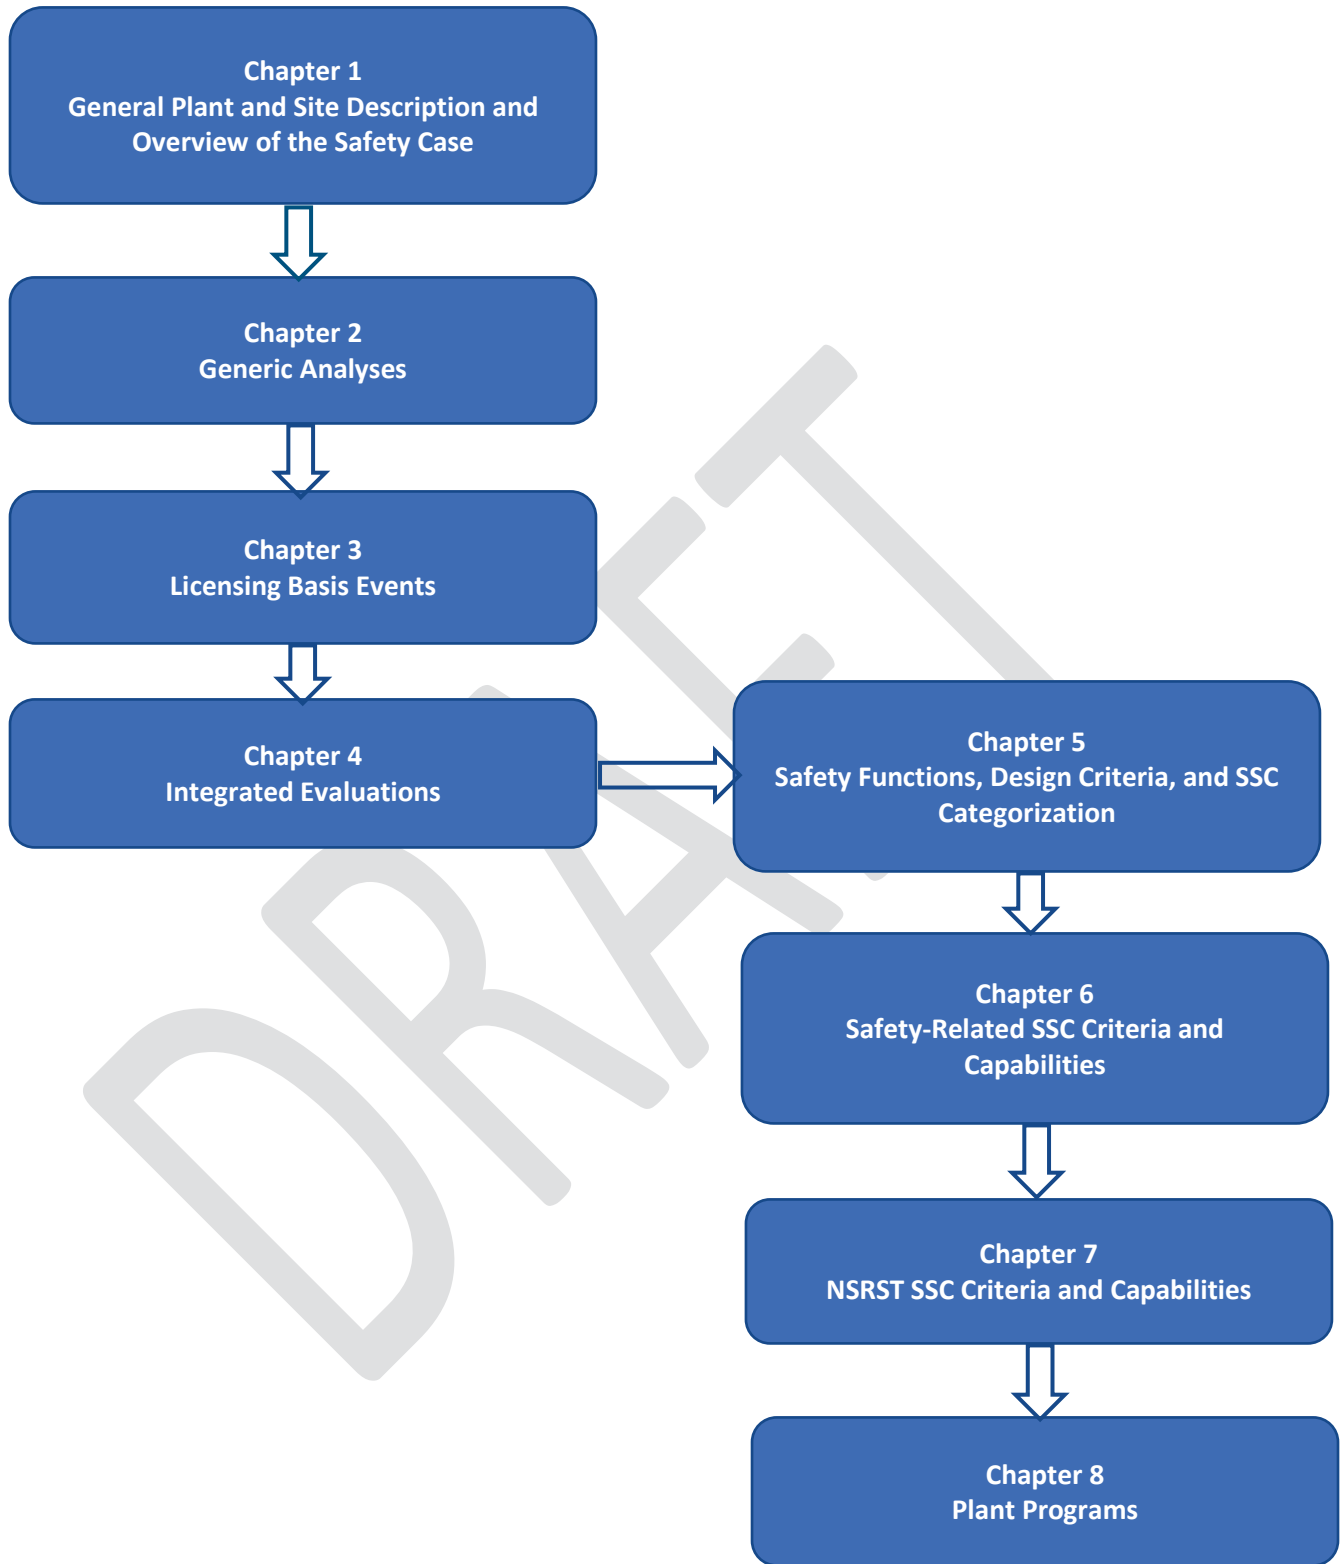 Chapter 1
General Plant and Site Description and
Overview of the Safety Case
Chapter 2
Generic Analyses
Chapter 3
Licensing Basis Events
Chapter 4
Integrated Evaluations
Chapter 5
Safety Functions, Design Criteria, and SSC
Categorization
Chapter 6
Safety-Related SSC Criteria and
Capabilities
Chapter 7
NSRST SSC Criteria and Capabilities
Chapter 8
Plant Programs
DRAFT